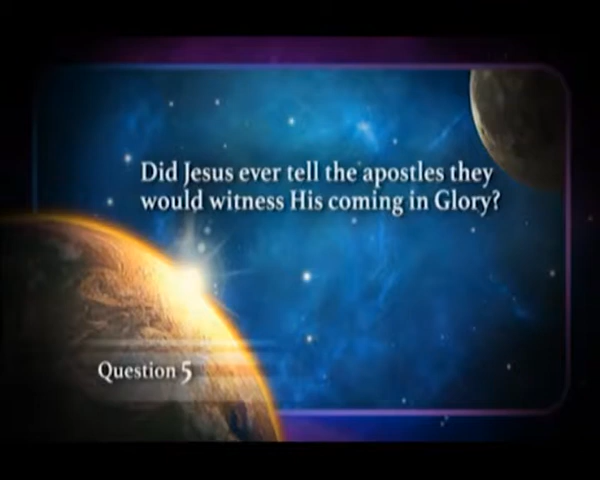 Did Jesus ever tell the apostles they
would witness His coming in Glory?
Question 5